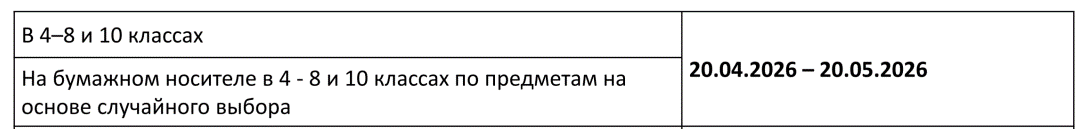 В 4–8 и 10 классах
На бумажном носителе в 4 - 8 и 10 классах по предметам на
основе случайного выбора
20.04.2026 – 20.05.2026